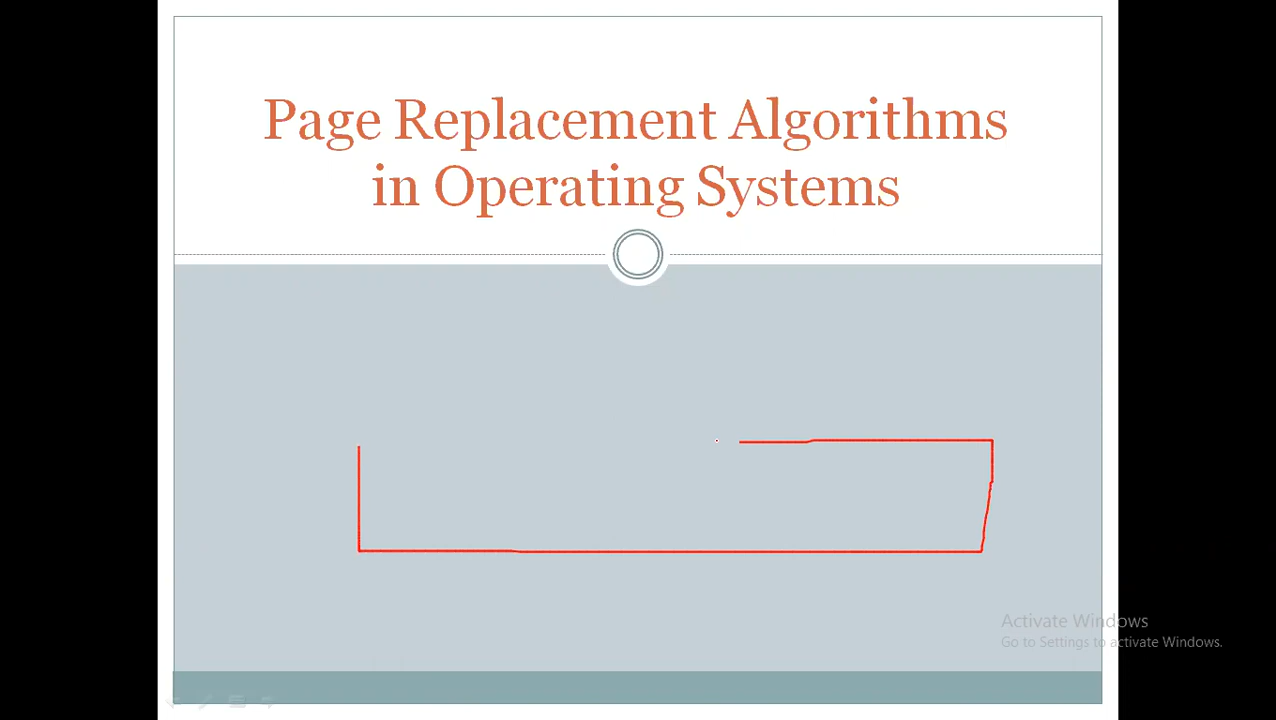 Page Replacement Algorithms
in Operating Systems
Activate Windows
Go to Settings to activate Windows.